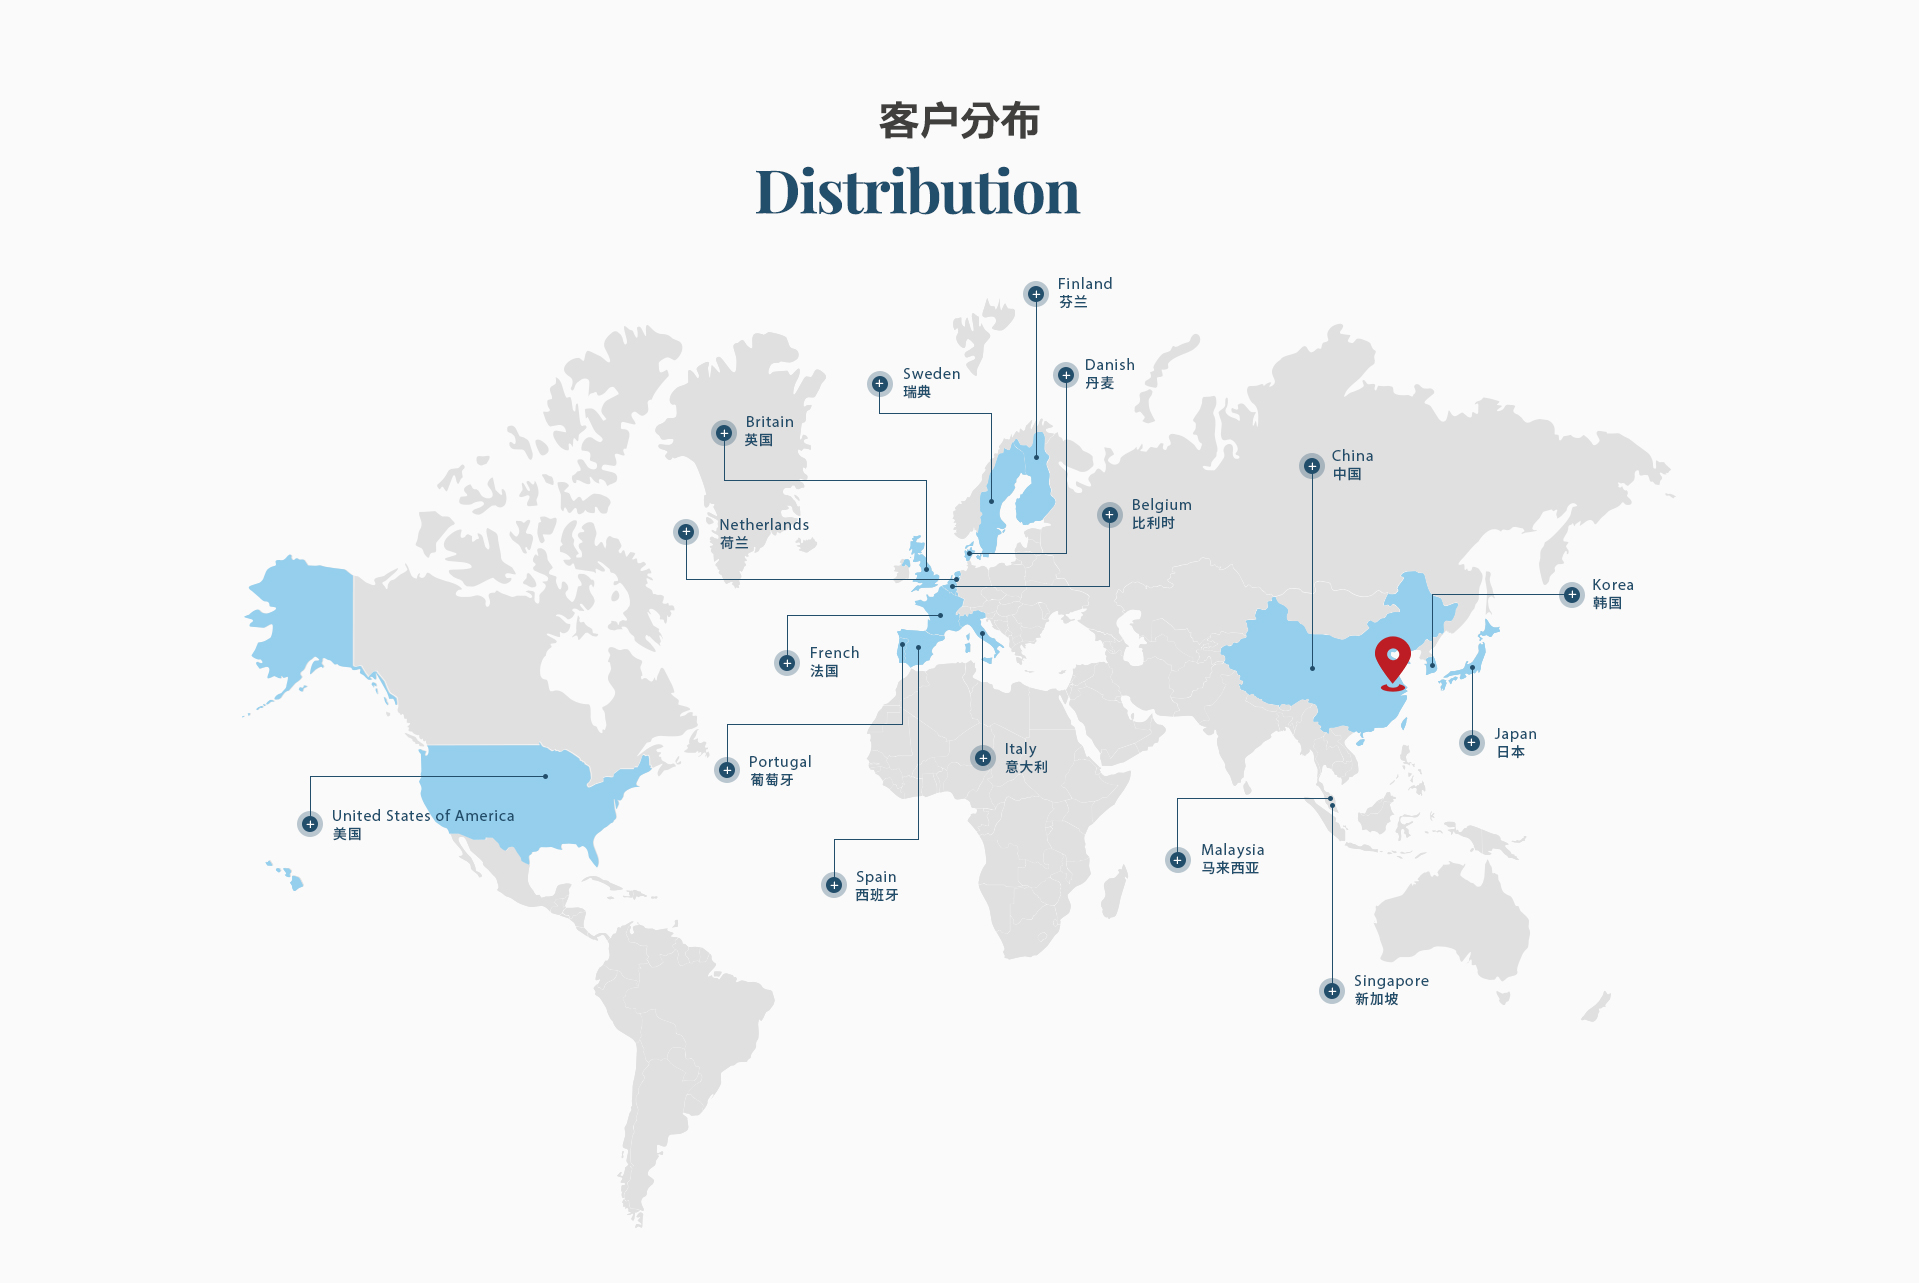 客户分布
Distribution
Finland
芬兰
Danish
丹麦
Sweden
瑞典
Britain
英国
China
中国
Belgium
比利时
Netherlands
荷兰
Korea
韩国
French
法国
Japan
日本
Italy
意大利
Portugal
葡萄牙
United States of America
美国
Malaysia
马来西亚
Spain
西班牙
Singapore
新加坡